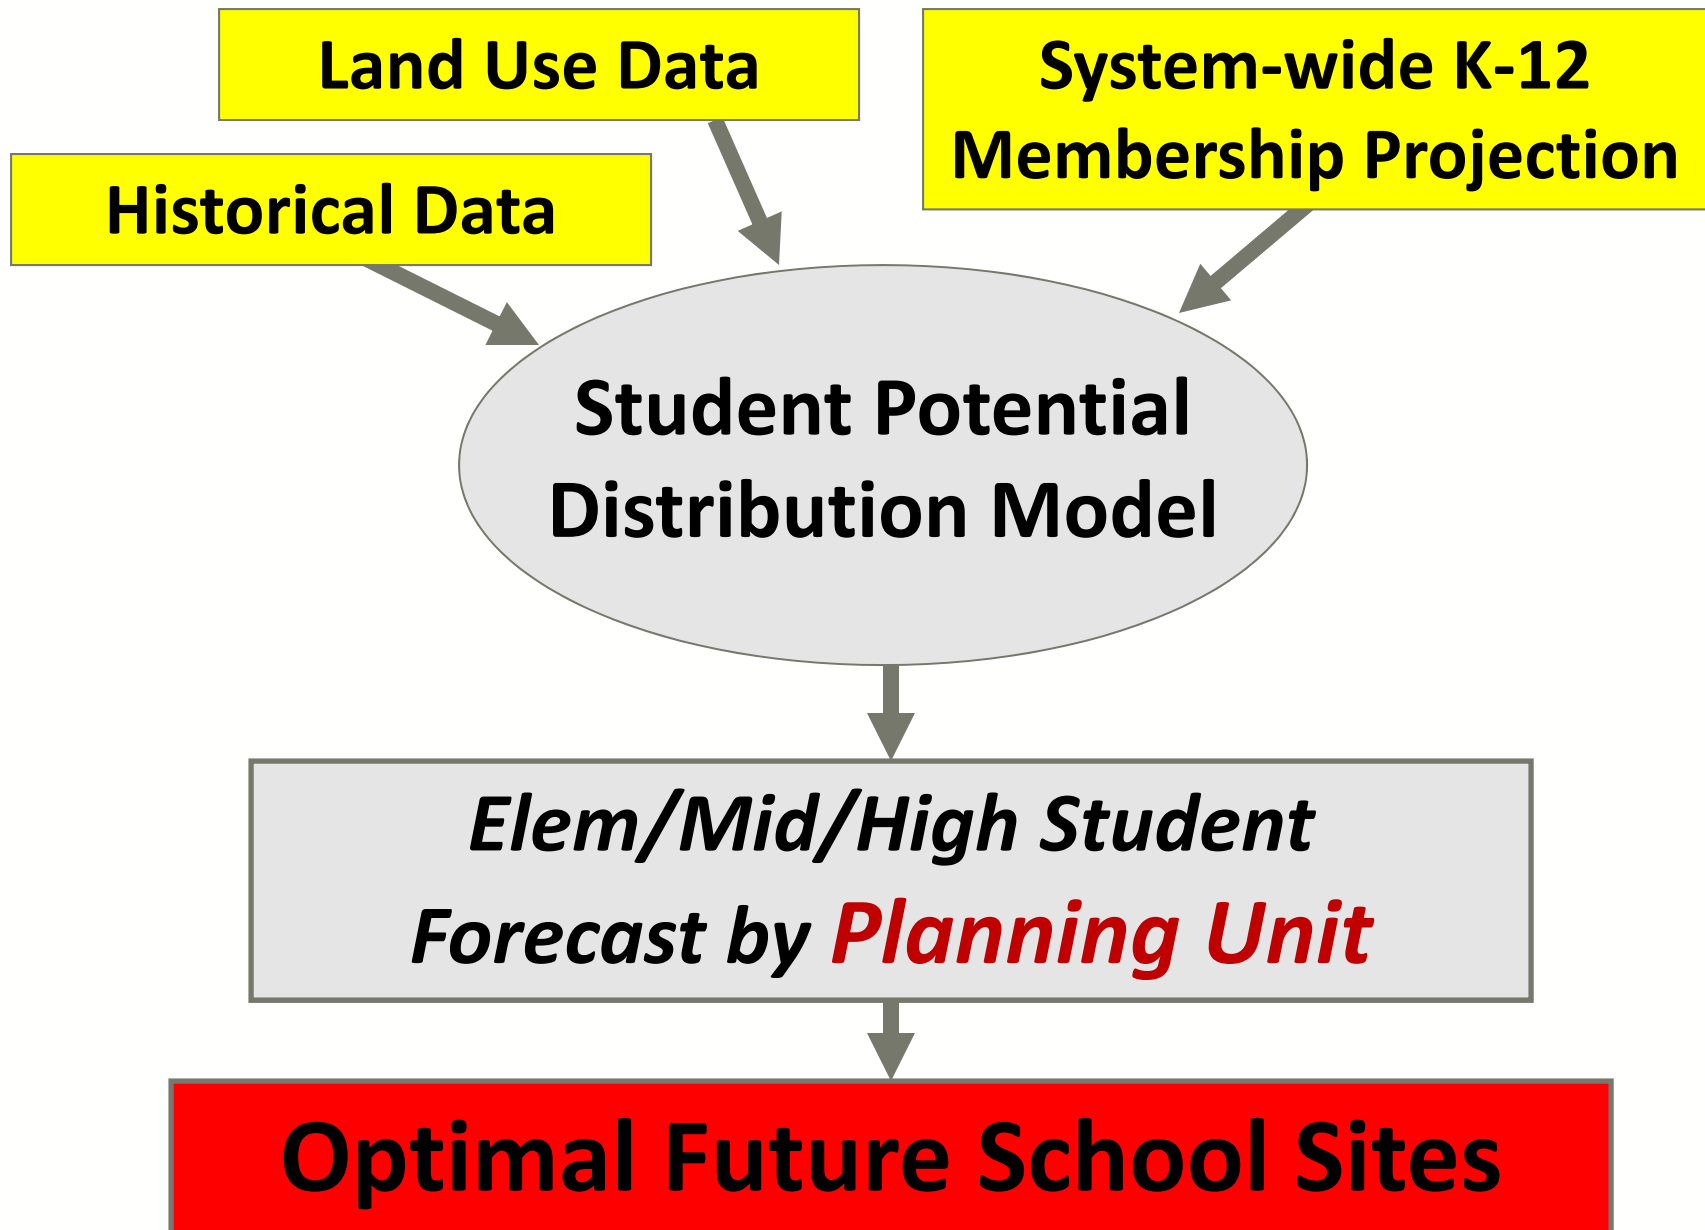 Land Use Data
System-wide K-12
Membership Projection
Historical Data
Student Potential
Distribution Model
Elem/Mid/High Student
Forecast by Planning Unit
Optimal Future School Sites